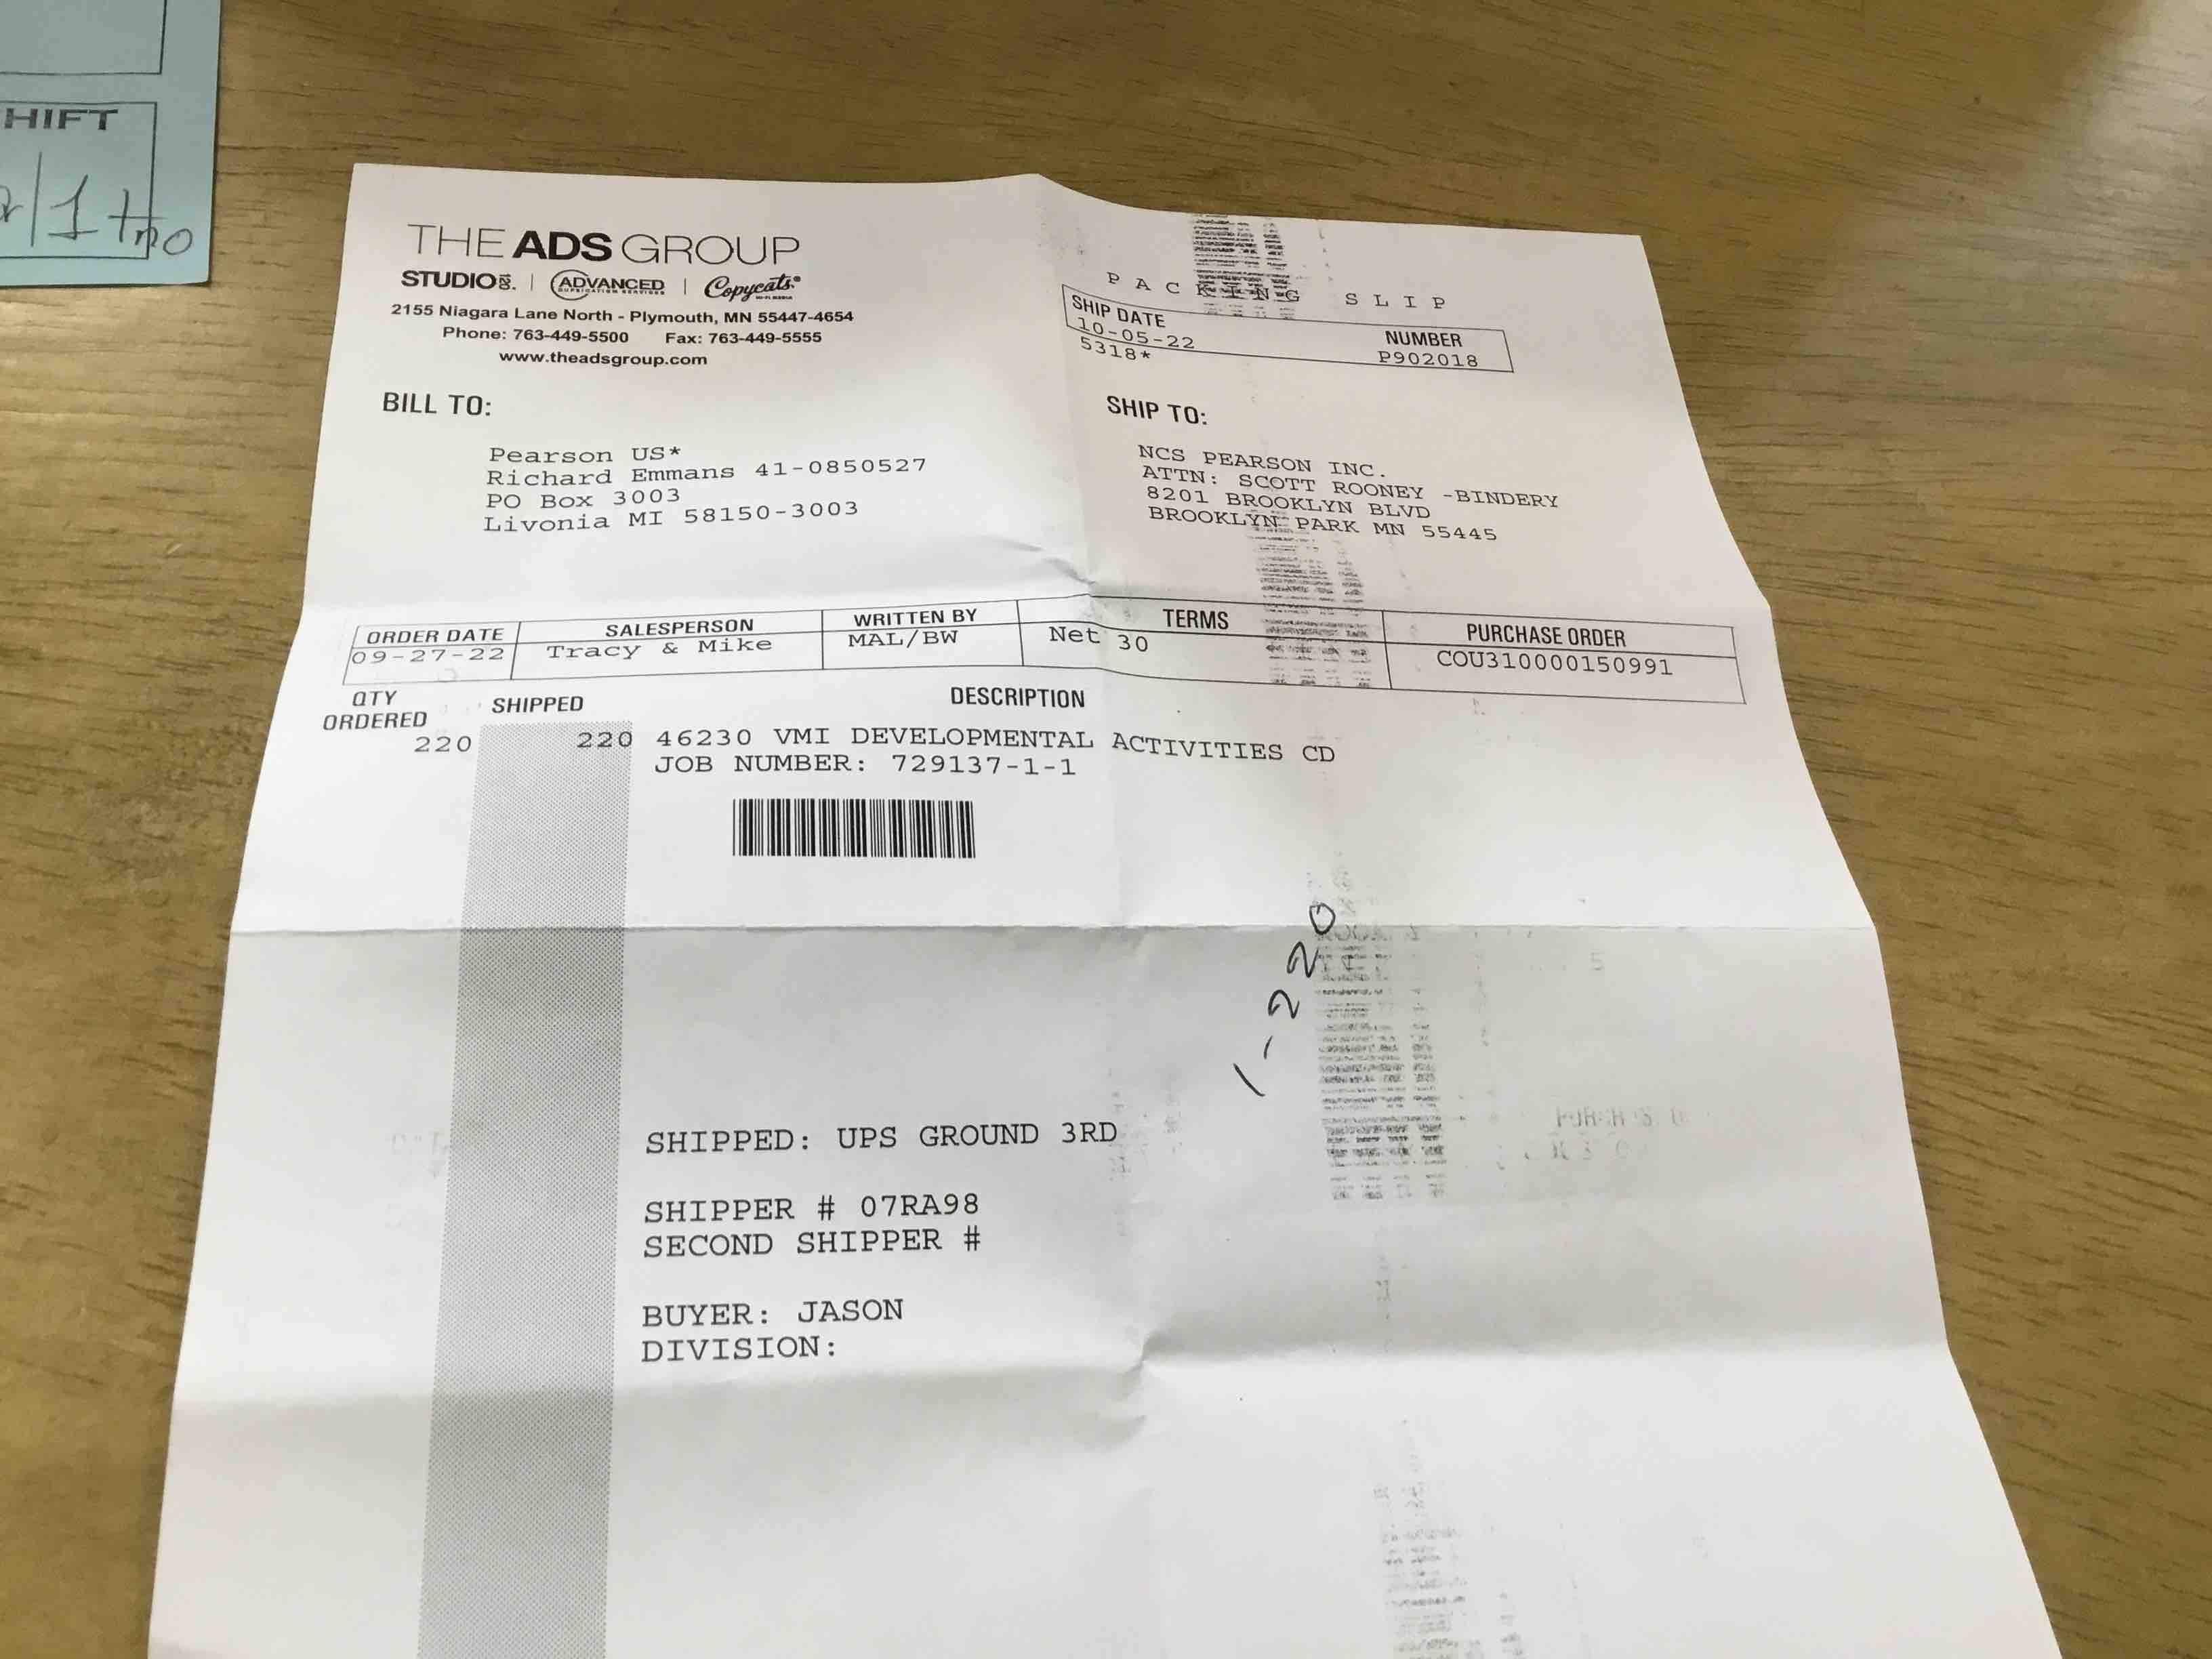 HIFT
THE ADS GROUP
STUDIO | ADVANCED DUPLICATION SERVICES | Copycats
2155 Niagara Lane North - Plymouth, MN 55447-4654
Phone: 763-449-5500 Fax: 763-449-5555
www.theadsgroup.com
PACKING SLIP
SHIP DATE NUMBER
10-05-22 P902018
5318*
BILL TO:
Pearson US*
Richard Emmans 41-0850527
PO Box 3003
Livonia MI 58150-3003
SHIP TO:
NCS PEARSON INC.
ATTN: SCOTT ROONEY -BINDERY
8201 BROOKLYN BLVD
BROOKLYN PARK MN 55445
ORDER DATE SALESPERSON WRITTEN BY TERMS PURCHASE ORDER
09-27-22 Tracy & Mike MAL/BW Net 30 COU310000150991
QTY ORDERED SHIPPED DESCRIPTION
220 220 46230 VMI DEVELOPMENTAL ACTIVITIES CD
JOB NUMBER: 729137-1-1
1-220
SHIPPED: UPS GROUND 3RD
SHIPPER # 07RA98
SECOND SHIPPER #
BUYER: JASON
DIVISION: